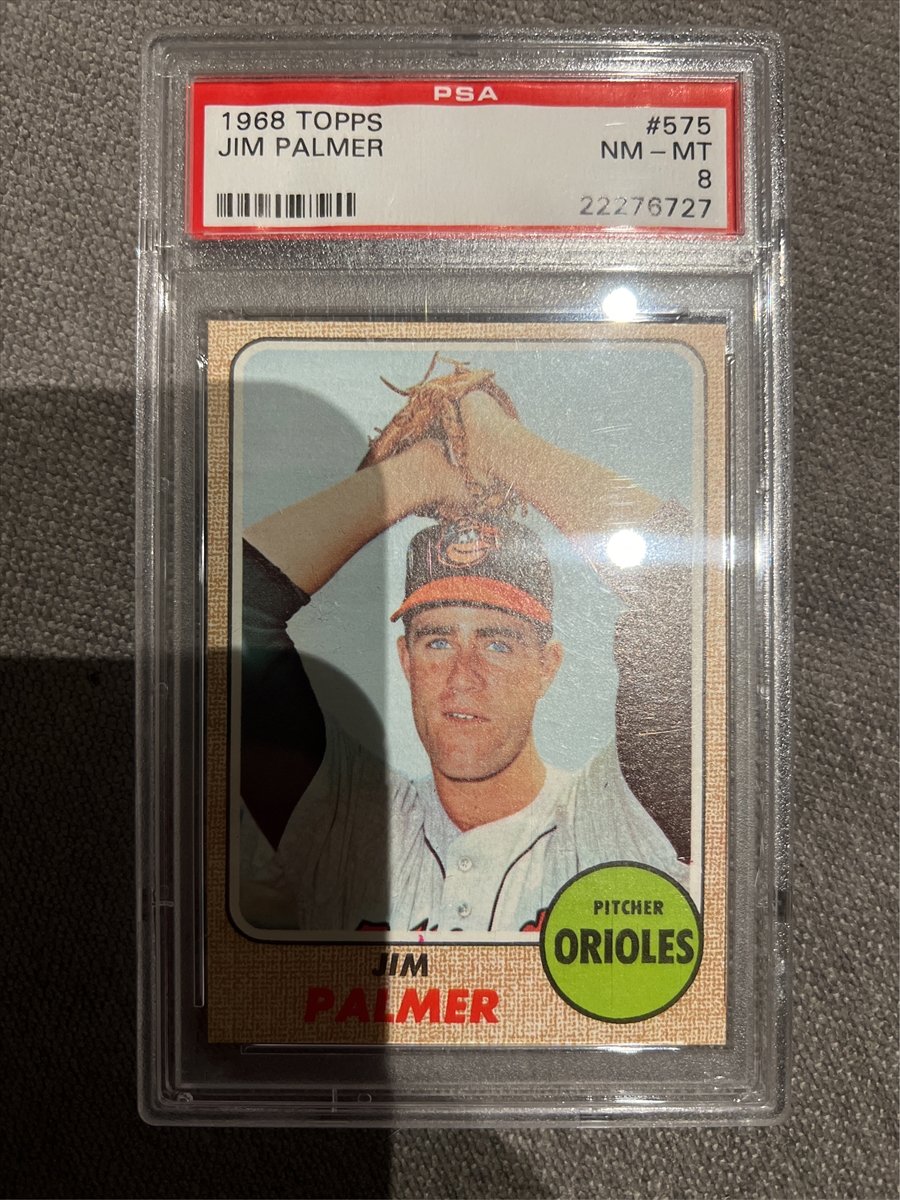 PSA
1968 TOPPS #575
JIM PALMER NM - MT
8
22276727
PITCHER
ORIOLES
JIM
PALMER